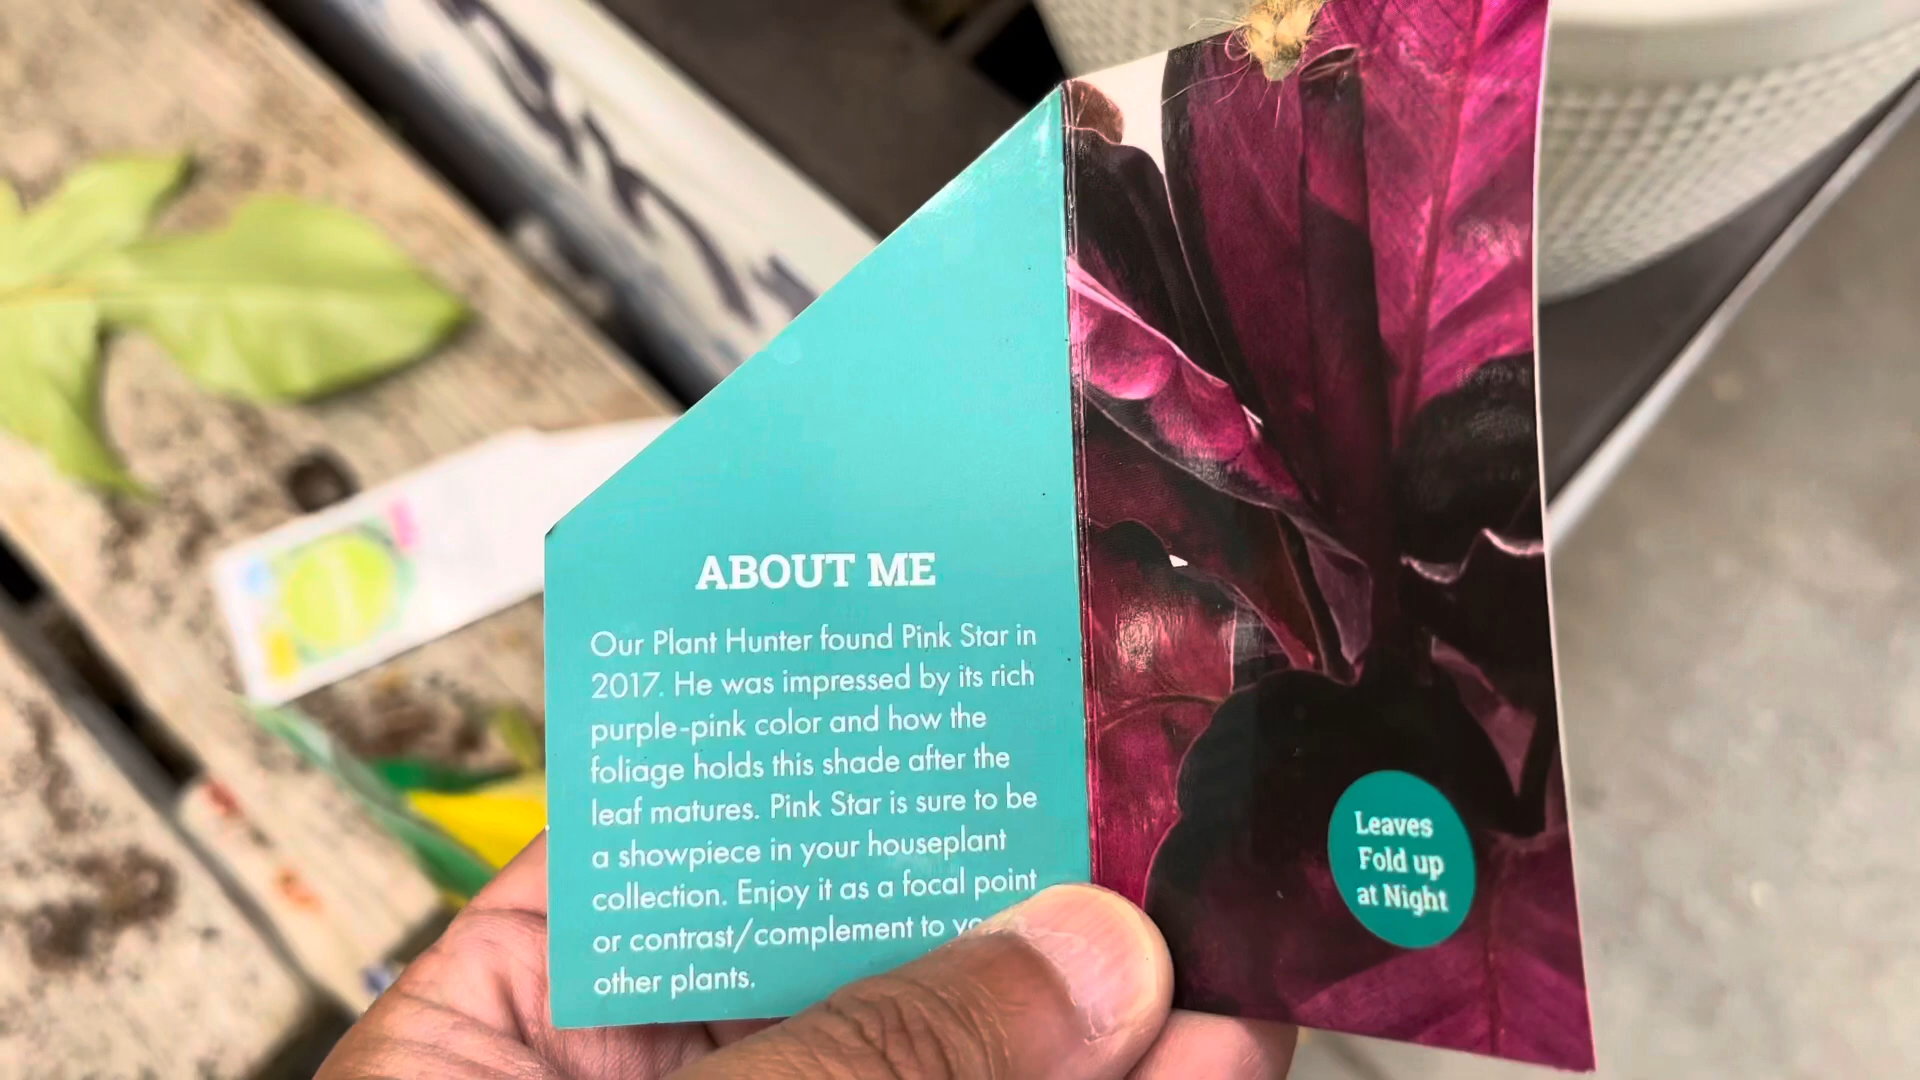 ABOUT ME
Our Plant Hunter found Pink Star in
2017. He was impressed by its rich
purple-pink color and how the
foliage holds this shade after the
leaf matures. Pink Star is sure to be
a showpiece in your houseplant
collection. Enjoy it as a focal point
or contrast/complement to
other plants.
Leaves
Fold up
at Night